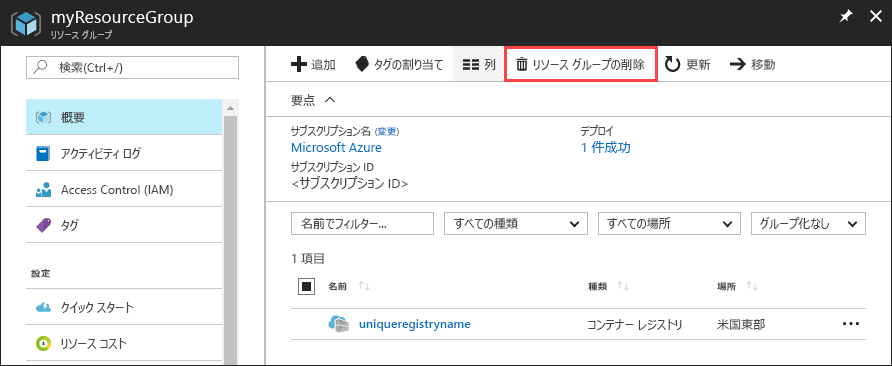 myResourceGroup
リソース グループ
検索(Ctrl+/)
概要
アクティビティ ログ
Access Control (IAM)
タグ
設定
クイック スタート
リソース コスト
追加 タグの割り当て 列 リソース グループの削除 更新 移動
要点
サブスクリプション名 (変更) デプロイ
Microsoft Azure 1 件成功
サブスクリプション ID
<サブスクリプション ID>
名前でフィルター... すべての種類 すべての場所 グループ化なし
1 項目
名前 種類 場所
uniqueregistryname コンテナー レジストリ 米国東部